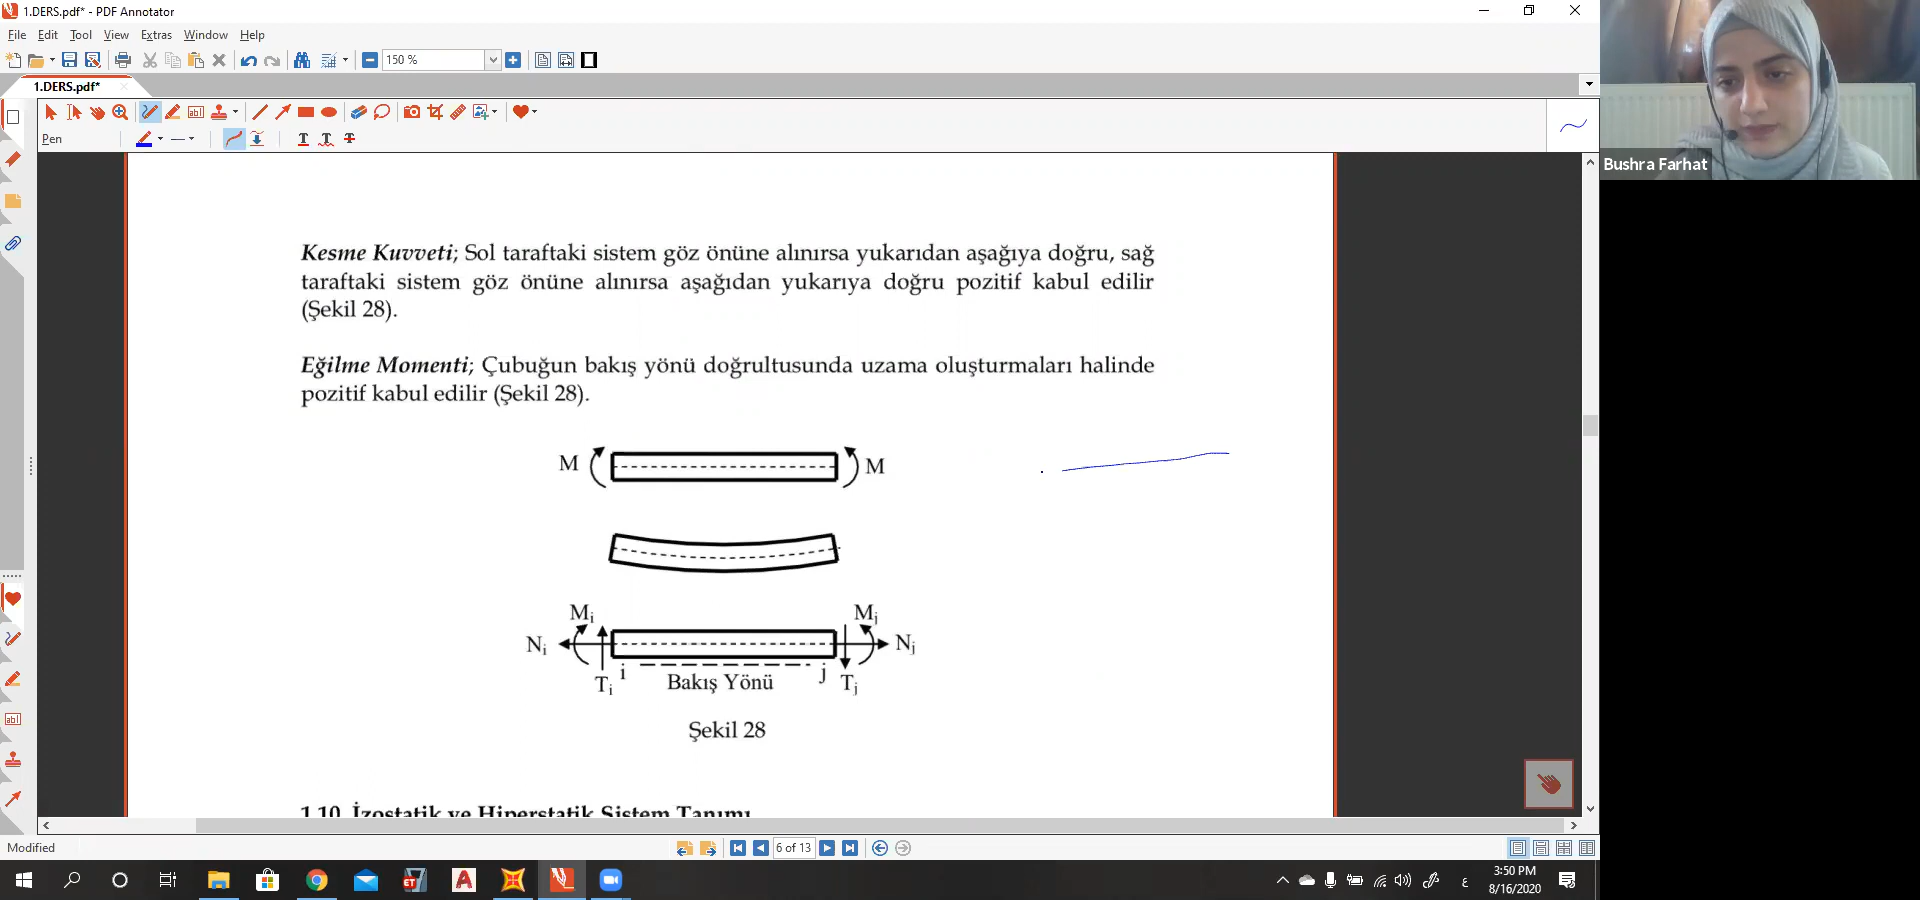 1.DERS.pdf* - PDF Annotator
File Edit Tool View Extras Window Help
150 %
1.DERS.pdf*
Pen
Bushra Farhat
Kesme Kuvveti; Sol taraftaki sistem göz önüne alınırsa yukarıdan aşağıya doğru, sağ
taraftaki sistem göz önüne alınırsa aşağıdan yukarıya doğru pozitif kabul edilir
(Şekil 28).
Eğilme Momenti; Çubuğun bakış yönü doğrultusunda uzama oluşturmaları halinde
pozitif kabul edilir (Şekil 28).
M M
Mi Mj
Ni Nj
Ti i Bakış Yönü j Tj
Şekil 28
1.10. İzostatik ve Hiperstatik Sistem Tanımı
Modified 6 of 13
ع 3:50 PM
8/16/2020